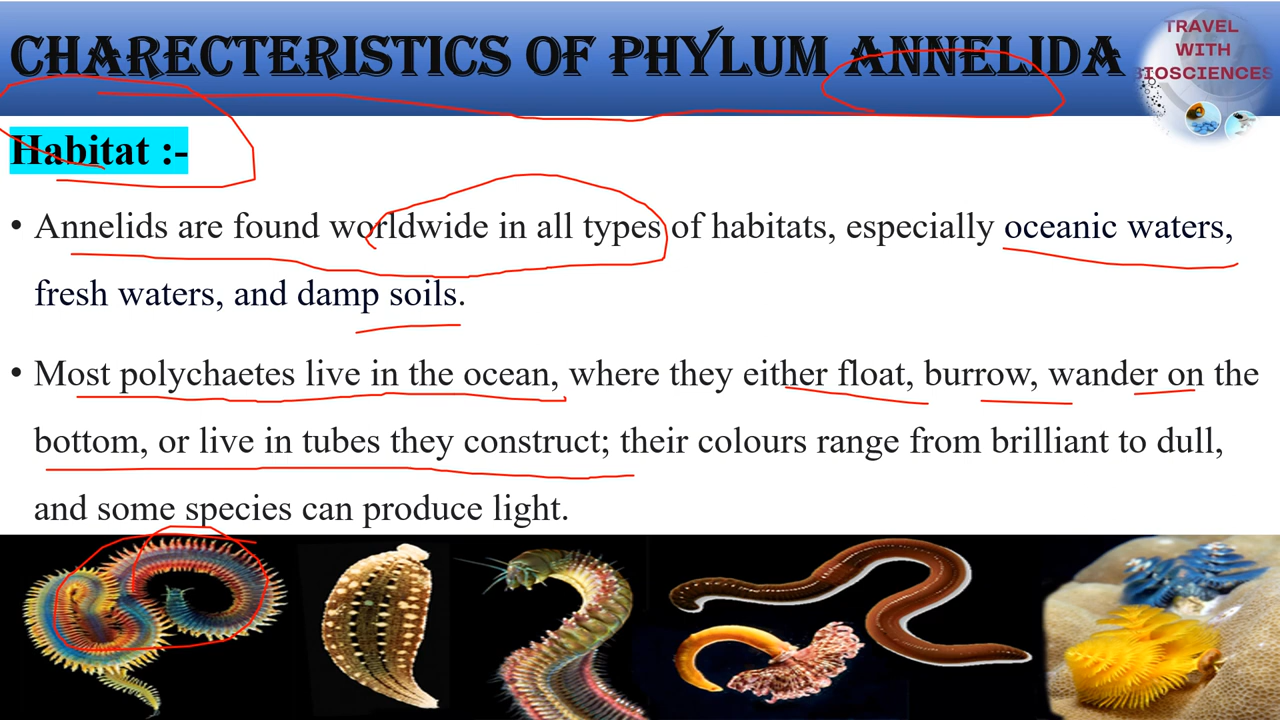 CHARECTERISTICS OF PHYLUM ANNELIDA
TRAVEL
WITH
BIOSCIENCES
Habitat :-
• Annelids are found worldwide in all types of habitats, especially oceanic waters,
fresh waters, and damp soils.
• Most polychaetes live in the ocean, where they either float, burrow, wander on the
bottom, or live in tubes they construct; their colours range from brilliant to dull,
and some species can produce light.